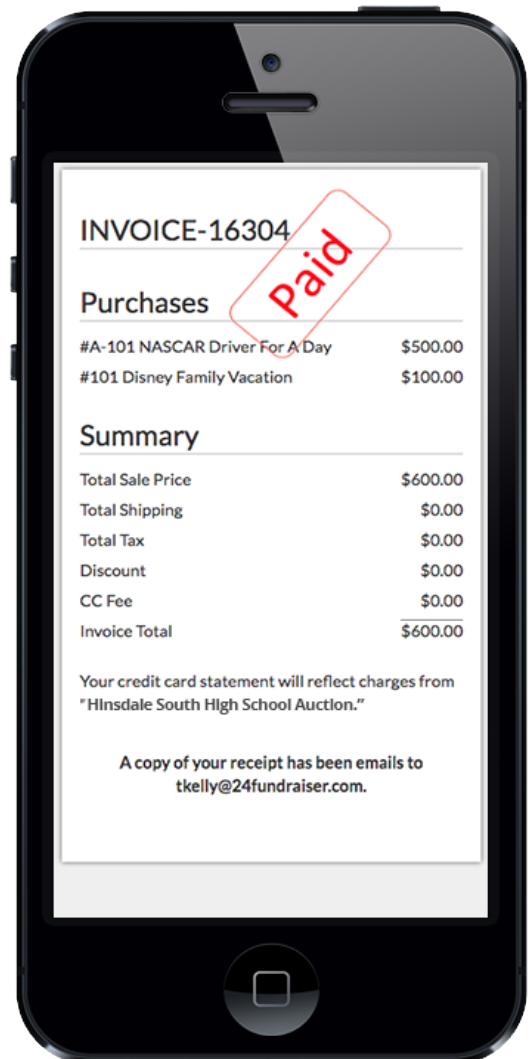 INVOICE-16304
Paid
Purchases
#A-101 NASCAR Driver For A Day $500.00
#101 Disney Family Vacation $100.00
Summary
Total Sale Price $600.00
Total Shipping $0.00
Total Tax $0.00
Discount $0.00
CC Fee $0.00
Invoice Total $600.00
Your credit card statement will reflect charges from
"Hinsdale South High School Auction."
A copy of your receipt has been emails to
tkelly@24fundraiser.com.